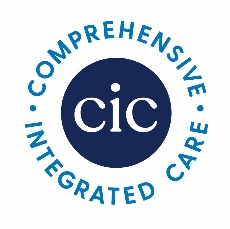 • COMPREHENSIVE •
cic
INTEGRATED CARE